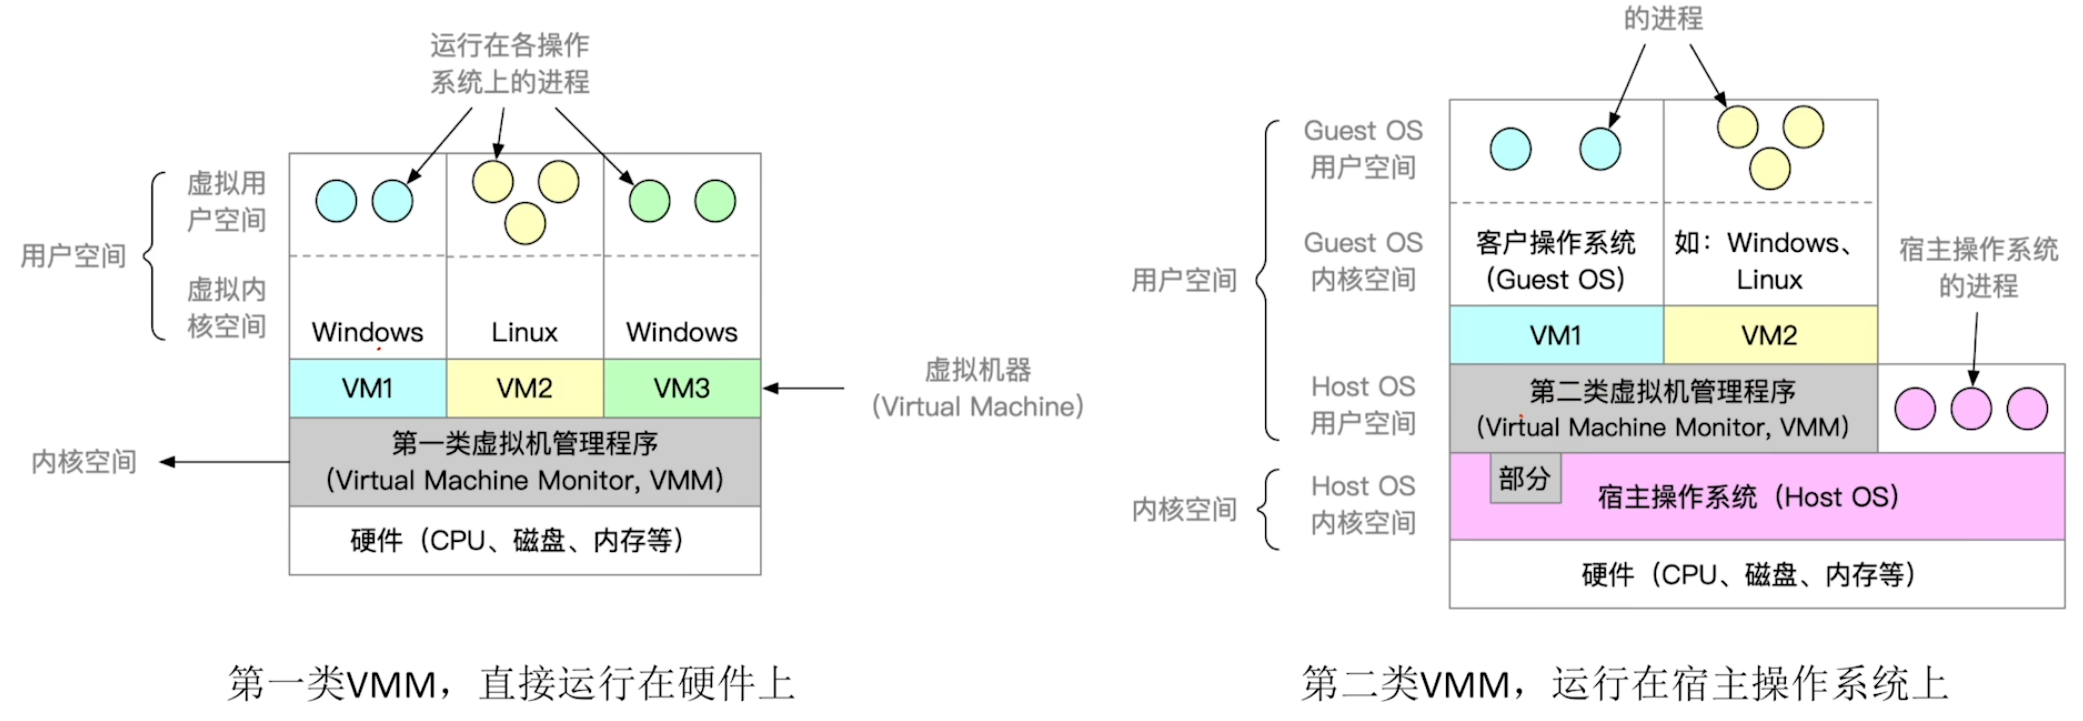 运行在各操作
系统上的进程
虚拟用
户空间
用户空间
虚拟内
核空间
Windows
Linux
Windows
VM1
VM2
VM3
虚拟机器
（Virtual Machine）
第一类虚拟机管理程序
（Virtual Machine Monitor, VMM）
内核空间
硬件（CPU、磁盘、内存等）
第一类VMM，直接运行在硬件上
的进程
Guest OS
用户空间
Guest OS
内核空间
用户空间
客户操作系统
（Guest OS）
如：Windows、
Linux
宿主操作系统
的进程
VM1
VM2
Host OS
用户空间
第二类虚拟机管理程序
（Virtual Machine Monitor, VMM）
内核空间
Host OS
内核空间
部分
宿主操作系统（Host OS）
硬件（CPU、磁盘、内存等）
第二类VMM，运行在宿主操作系统上